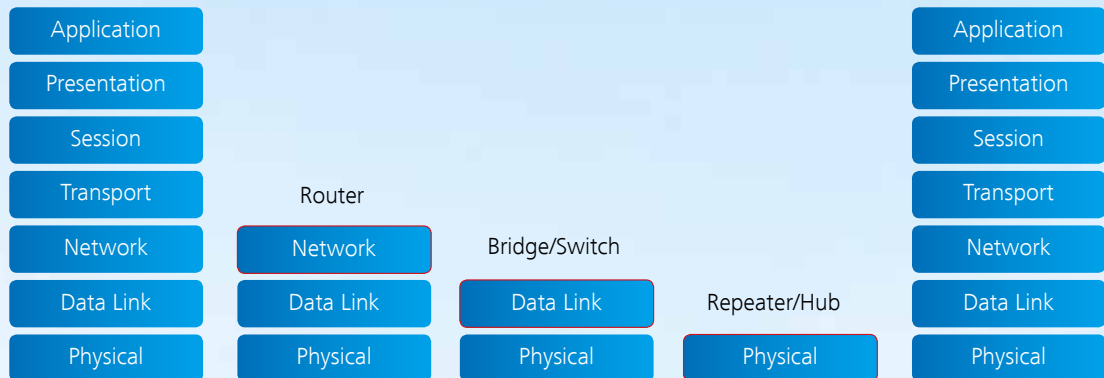 Application Application
Presentation Presentation
Session Session
Transport Router Transport
Network Network Bridge/Switch Network
Data Link Data Link Data Link Repeater/Hub Data Link
Physical Physical Physical Physical Physical